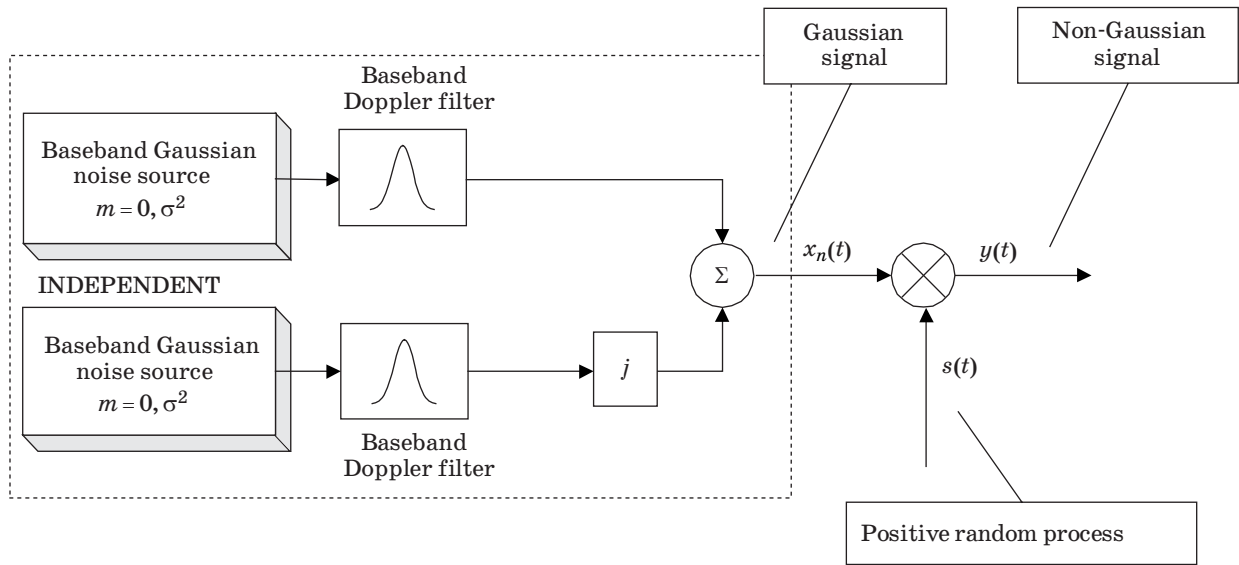 Gaussian
signal
Non-Gaussian
signal
Baseband
Doppler filter
Baseband Gaussian
noise source
m = 0, σ²
Σ
xₙ(t)
y(t)
INDEPENDENT
Baseband Gaussian
noise source
m = 0, σ²
j
s(t)
Baseband
Doppler filter
Positive random process